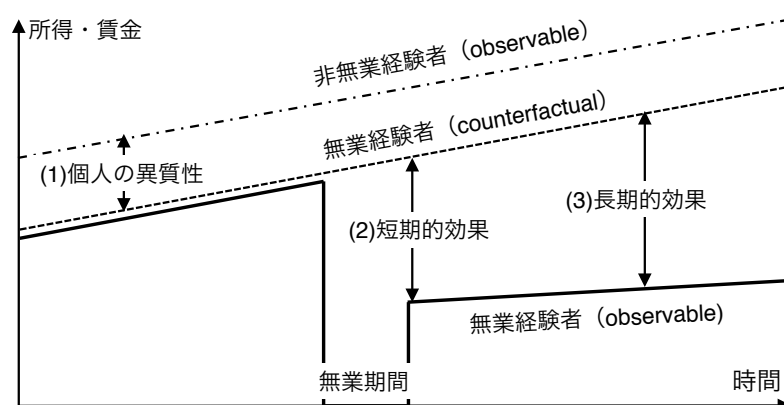 所得・賃金
非無業経験者（observable）
無業経験者（counterfactual）
(1)個人の異質性
(2)短期的効果
(3)長期的効果
無業経験者（observable)
無業期間
時間